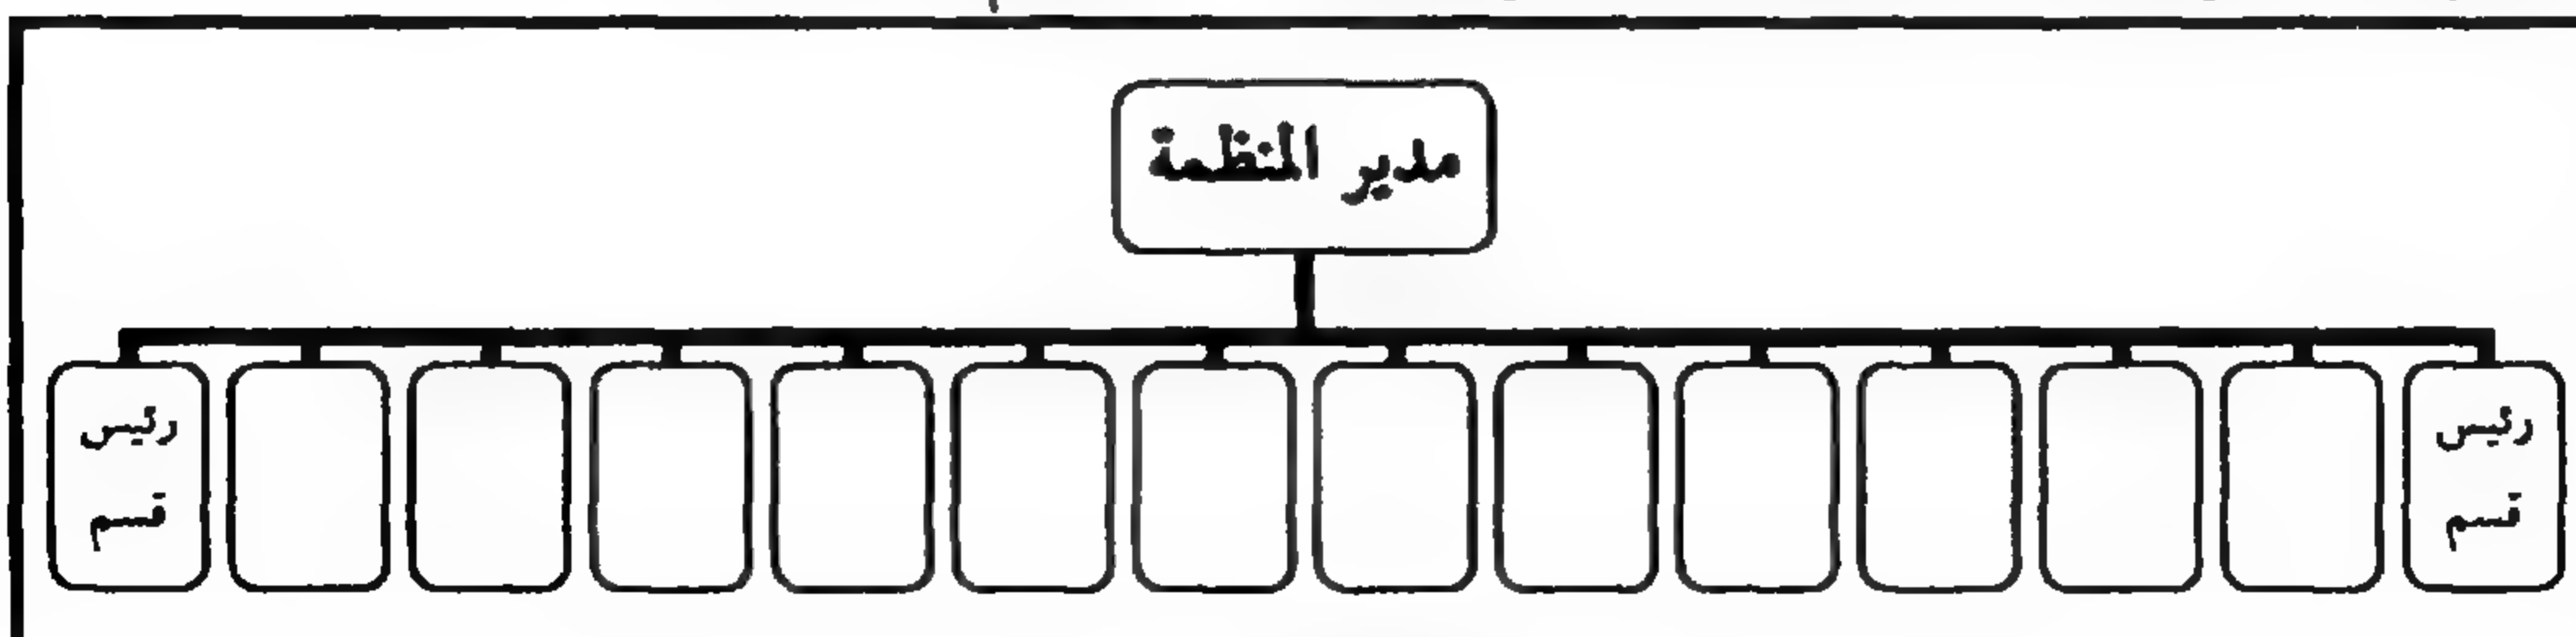 مدير المنظمة
رئيس
قسم
رئيس
قسم